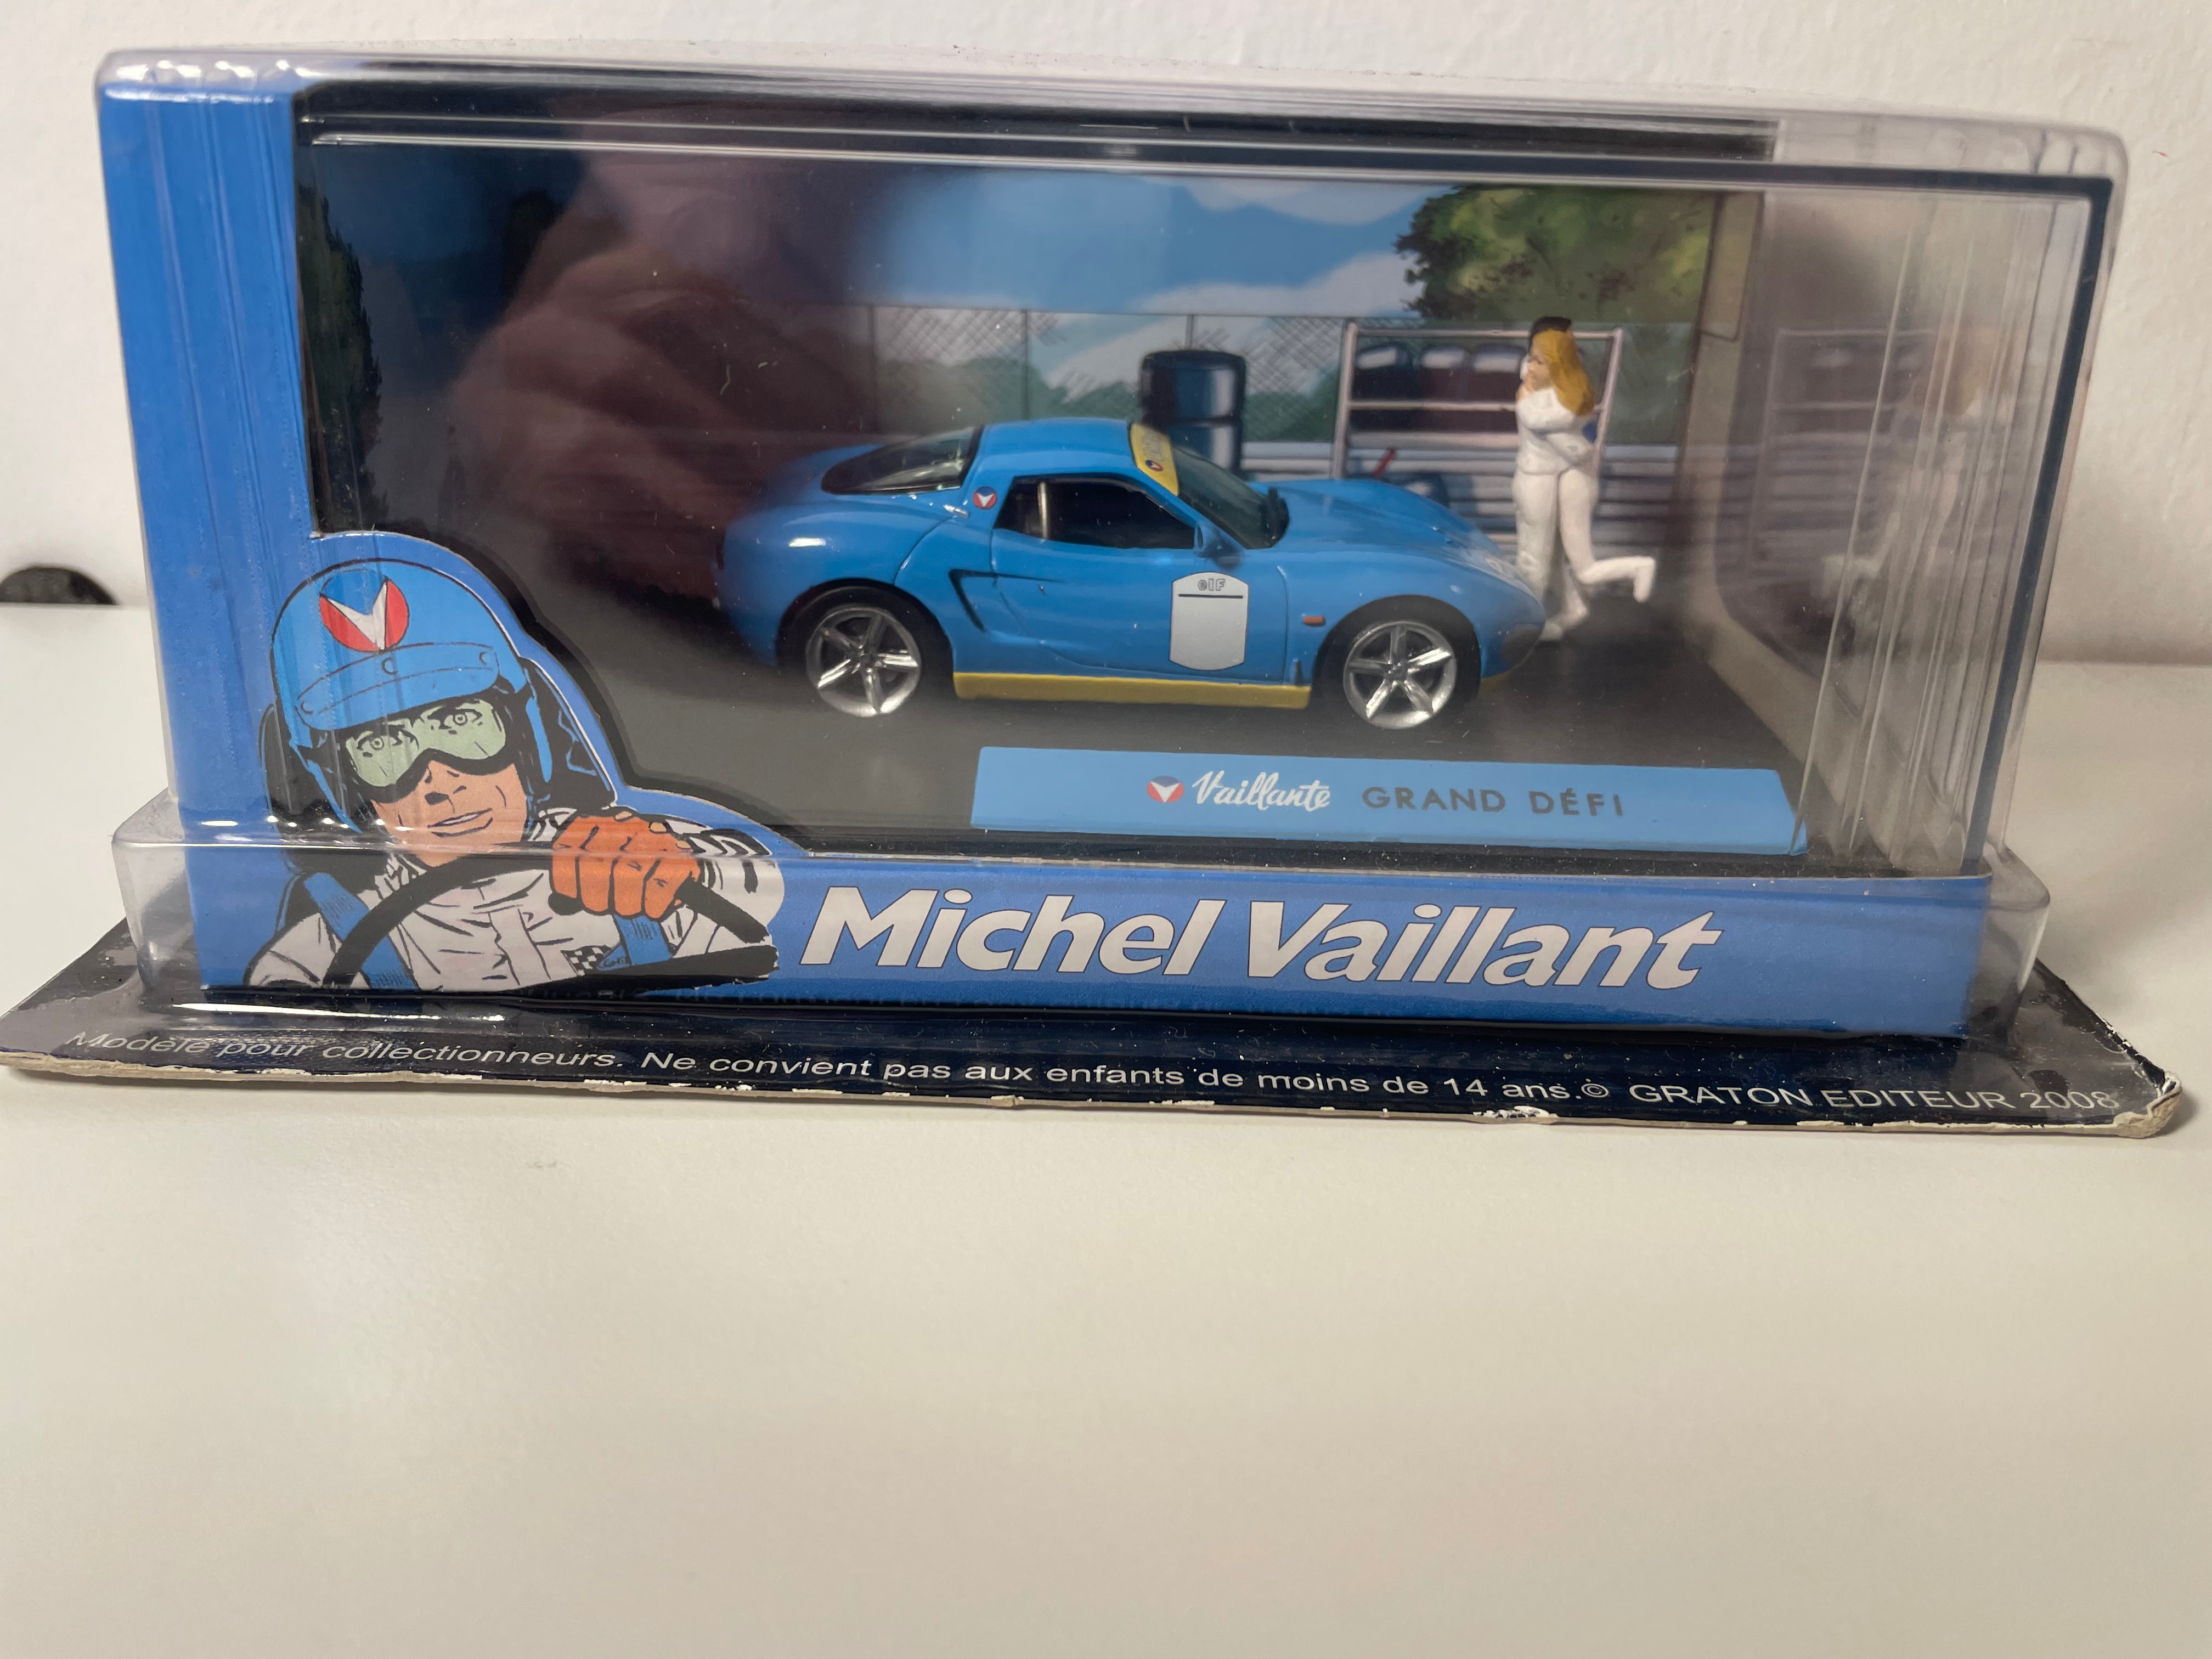 elf
Vaillante GRAND DÉFI
Michel Vaillant
Modèle pour collectionneurs. Ne convient pas aux enfants de moins de 14 ans.© GRATON EDITEUR 2008